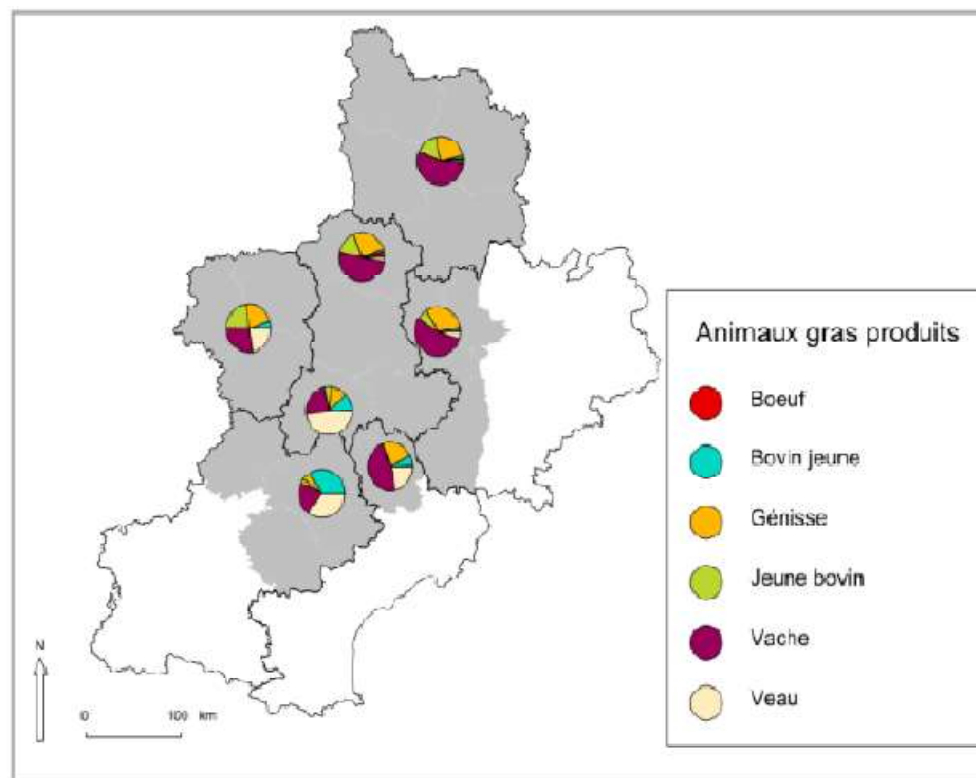 Animaux gras produits
Boeuf
Bovin jeune
Génisse
Jeune bovin
Vache
Veau
N
0 100 km